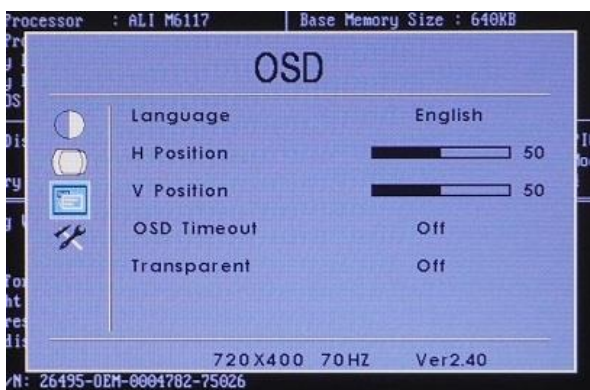 Processor : ALI M6117 Base Memory Size : 640KB
OSD
Language English
H Position 50
V Position 50
OSD Timeout Off
Transparent Off
720X400 70HZ Ver2.40
26495-OEM-0004782-75026